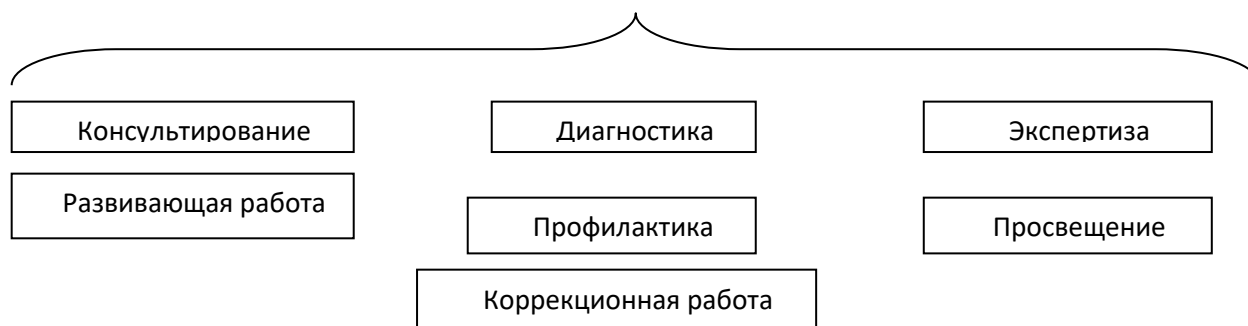 Консультирование
Диагностика
Экспертиза
Развивающая работа
Профилактика
Просвещение
Коррекционная работа